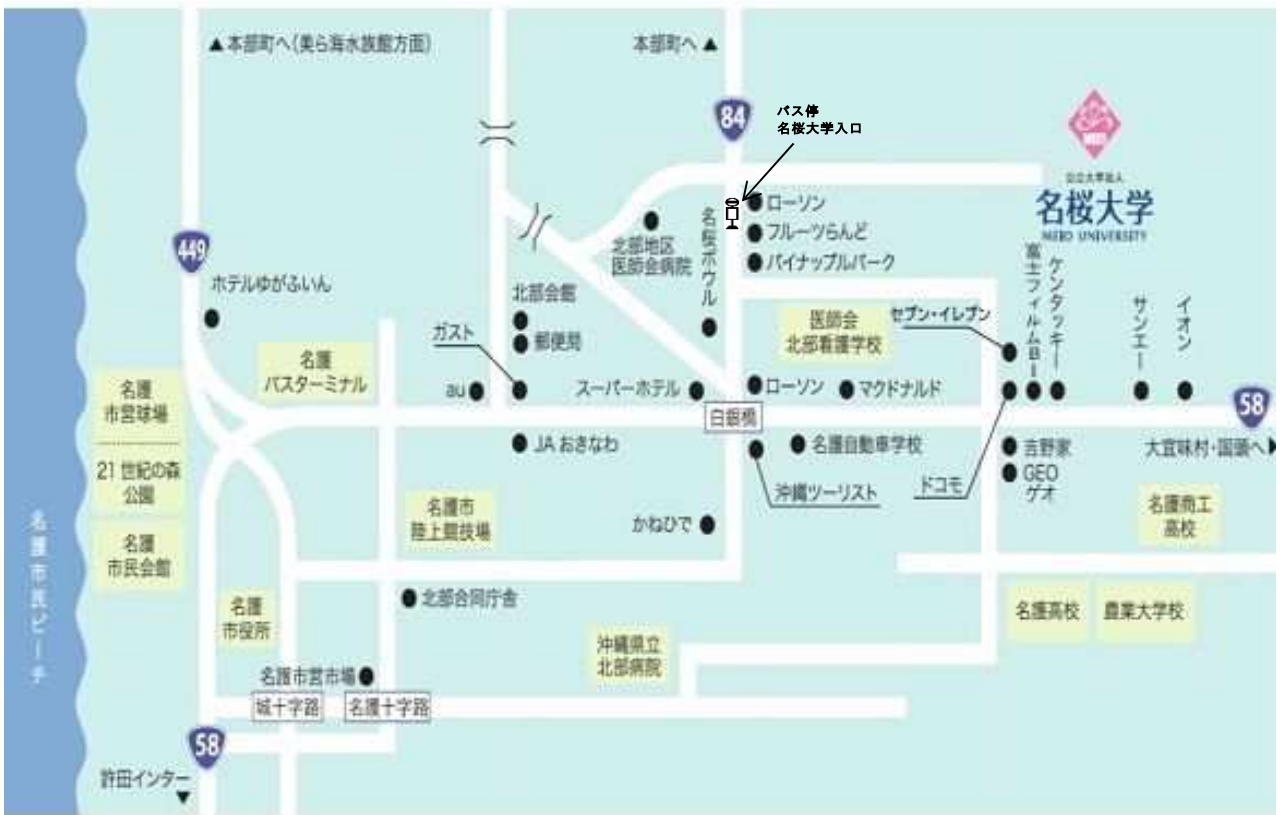 ▲本部町へ(美ら海水族館方面)
本部町へ▲
84
バス停
名桜大学入口
MEIO
公立大学法人
名桜大学
MEIO UNIVERSITY
449
ホテルゆがふいん
北部地区
医師会病院
名桜ボウル
ローソン
フルーツらんど
パイナップルパーク
北部会館
郵便局
ガスト
au
スーパーホテル
医師会
北部看護学校
セブン・イレブン
富士フイルムBI
ケンタッキー
サンエー
イオン
名護
バスターミナル
名護
市営球場
21世紀の森
公園
名護
市民会館
名護市民ビーチ
ローソン
マクドナルド
白銀橋
58
JAおきなわ
名護自動車学校
沖縄ツーリスト
ドコモ
吉野家
GEO
ゲオ
大宜味村・国頭へ▶
名護商工
高校
名護市
陸上競技場
かねひで
名護
市役所
北部合同庁舎
名護高校
農業大学校
沖縄県立
北部病院
名護市営市場
城十字路
名護十字路
58
許田インター
▼